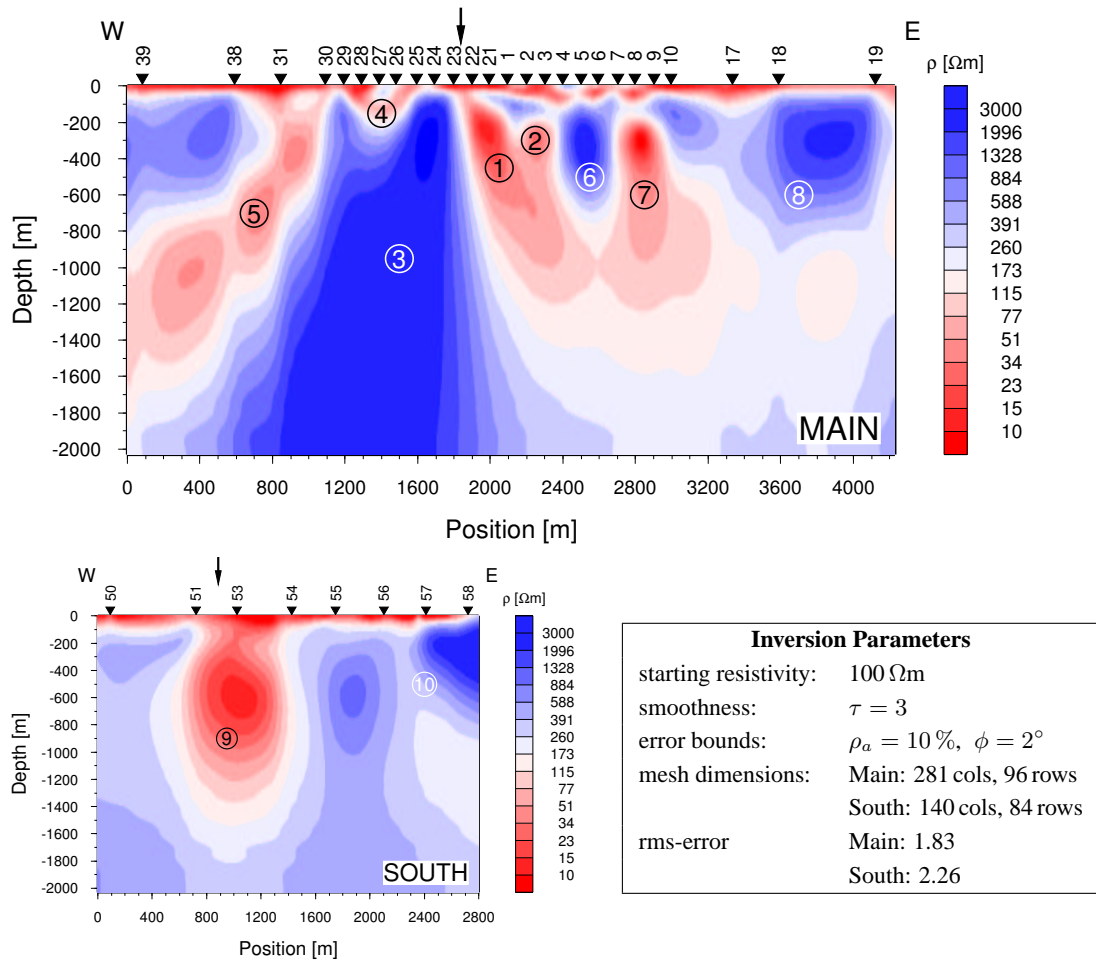 W
E
39 38 31 30 29 28 27 26 25 24 23 22 21 1 2 3 4 5 6 7 8 9 10 17 18 19
ρ [Ωm]
3000
1996
1328
884
588
391
260
173
115
77
51
34
23
15
10
0
-200
-400
-600
-800
-1000
-1200
-1400
-1600
-1800
-2000
Depth [m]
4
2
1
6
7
8
5
3
MAIN
0 400 800 1200 1600 2000 2400 2800 3200 3600 4000
Position [m]
W
E
50 51 53 54 55 56 57 58
ρ [Ωm]
3000
1996
1328
884
588
391
260
173
115
77
51
34
23
15
10
0
-200
-400
-600
-800
-1000
-1200
-1400
-1600
-1800
-2000
Depth [m]
10
9
SOUTH
0 400 800 1200 1600 2000 2400 2800
Position [m]
Inversion Parameters
starting resistivity: 100 Ωm
smoothness: τ = 3
error bounds: ρa = 10 %, ϕ = 2°
mesh dimensions: Main: 281 cols, 96 rows
South: 140 cols, 84 rows
rms-error Main: 1.83
South: 2.26